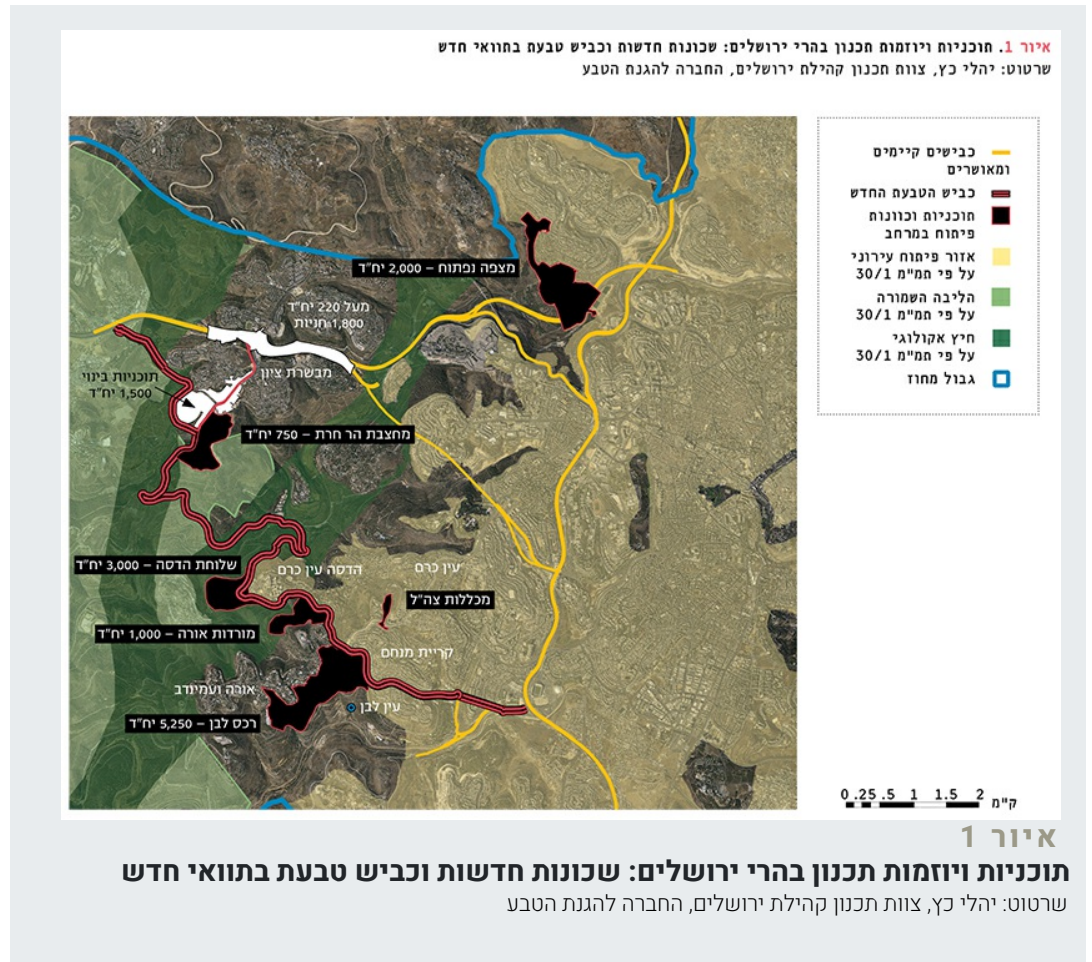 איור 1. תוכניות ויוזמות תכנון בהרי ירושלים: שכונות חדשות וכביש טבעת בתוואי חדש
שרטוט: יהלי כץ, צוות תכנון קהילת ירושלים, החברה להגנת הטבע
כבישים קיימים
ומאושרים
כביש הטבעת החדש
תוכניות וכוונות
פיתוח במרחב
אזור פיתוח עירוני
על פי תמ"מ 30/1
הליבה השמורה
על פי תמ"מ 30/1
חיץ אקולוגי
על פי תמ"מ 30/1
גבול מחוז
מצפה נפתוח – 2,000 יח"ד
מעל 220 יח"ד
1,800 חניות
מבשרת ציון
תוכניות בינוי
1,500 יח"ד
מחצבת הר חרת – 750 יח"ד
שלוחת הדסה – 3,000 יח"ד
הדסה עין כרם
עין כרם
מכללות צה"ל
מורדות אורה – 1,000 יח"ד
קריית מנחם
אורה ועמינדב
עין לבן
רכס לבן – 5,250 יח"ד
0 .25 .5 1 1.5 2 ק"מ
איור 1
תוכניות ויוזמות תכנון בהרי ירושלים: שכונות חדשות וכביש טבעת בתוואי חדש
שרטוט: יהלי כץ, צוות תכנון קהילת ירושלים, החברה להגנת הטבע